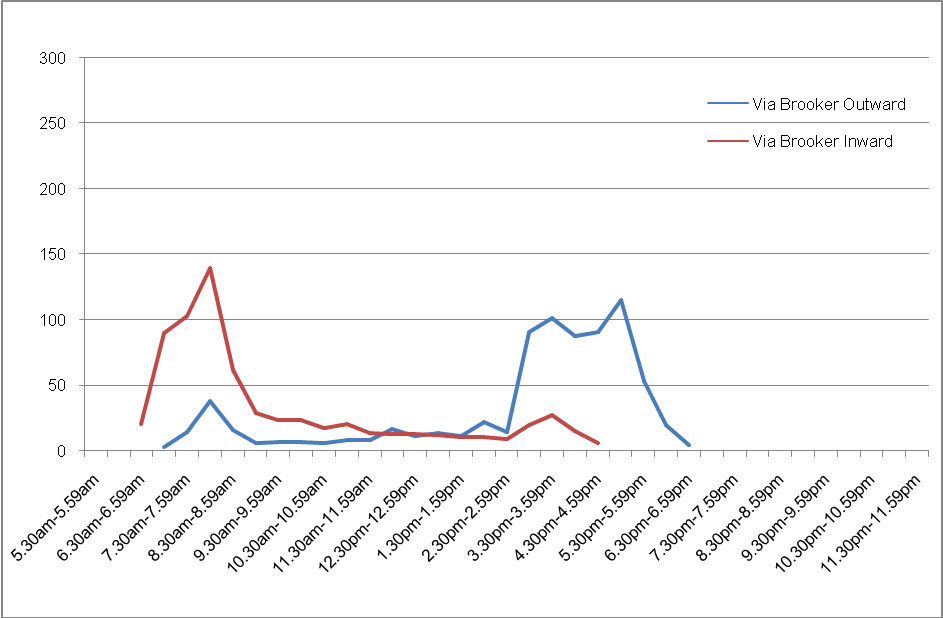 300
250
200
150
100
50
0
Via Brooker Outward
Via Brooker Inward
5.30am-5.59am
6.30am-6.59am
7.30am-7.59am
8.30am-8.59am
9.30am-9.59am
10.30am-10.59am
11.30am-11.59am
12.30pm-12.59pm
1.30pm-1.59pm
2.30pm-2.59pm
3.30pm-3.59pm
4.30pm-4.59pm
5.30pm-5.59pm
6.30pm-6.59pm
7.30pm-7.59pm
8.30pm-8.59pm
9.30pm-9.59pm
10.30pm-10.59pm
11.30pm-11.59pm